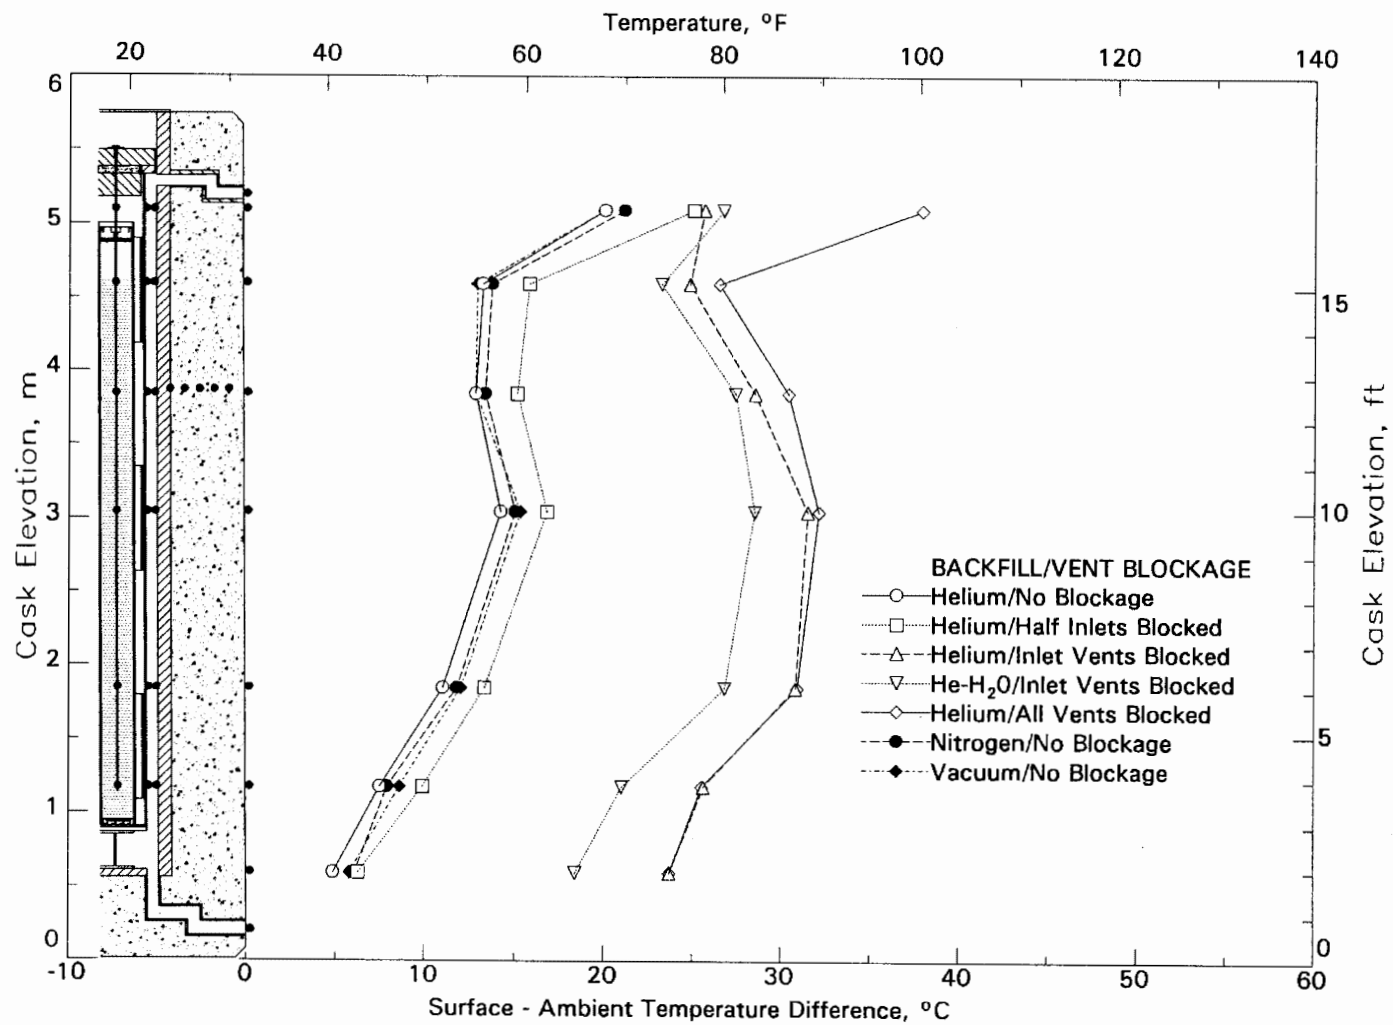 Temperature, ºF
20 40 60 80 100 120 140
6
5
4
3
2
1
0
Cask Elevation, m
15
10
5
0
Cask Elevation, ft
BACKFILL/VENT BLOCKAGE
Helium/No Blockage
Helium/Half Inlets Blocked
Helium/Inlet Vents Blocked
He-H₂O/Inlet Vents Blocked
Helium/All Vents Blocked
Nitrogen/No Blockage
Vacuum/No Blockage
-10 0 10 20 30 40 50 60
Surface - Ambient Temperature Difference, ºC